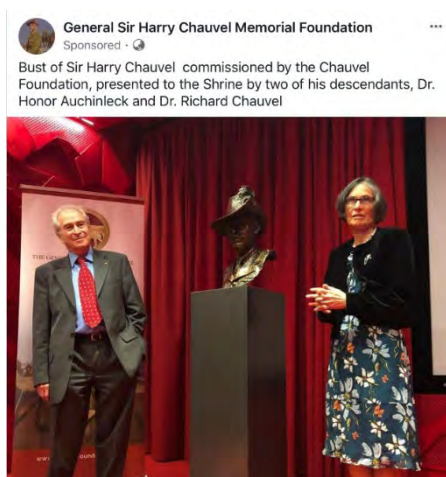 General Sir Harry Chauvel Memorial Foundation
Sponsored ·
Bust of Sir Harry Chauvel commissioned by the Chauvel
Foundation, presented to the Shrine by two of his descendants, Dr.
Honor Auchinleck and Dr. Richard Chauvel